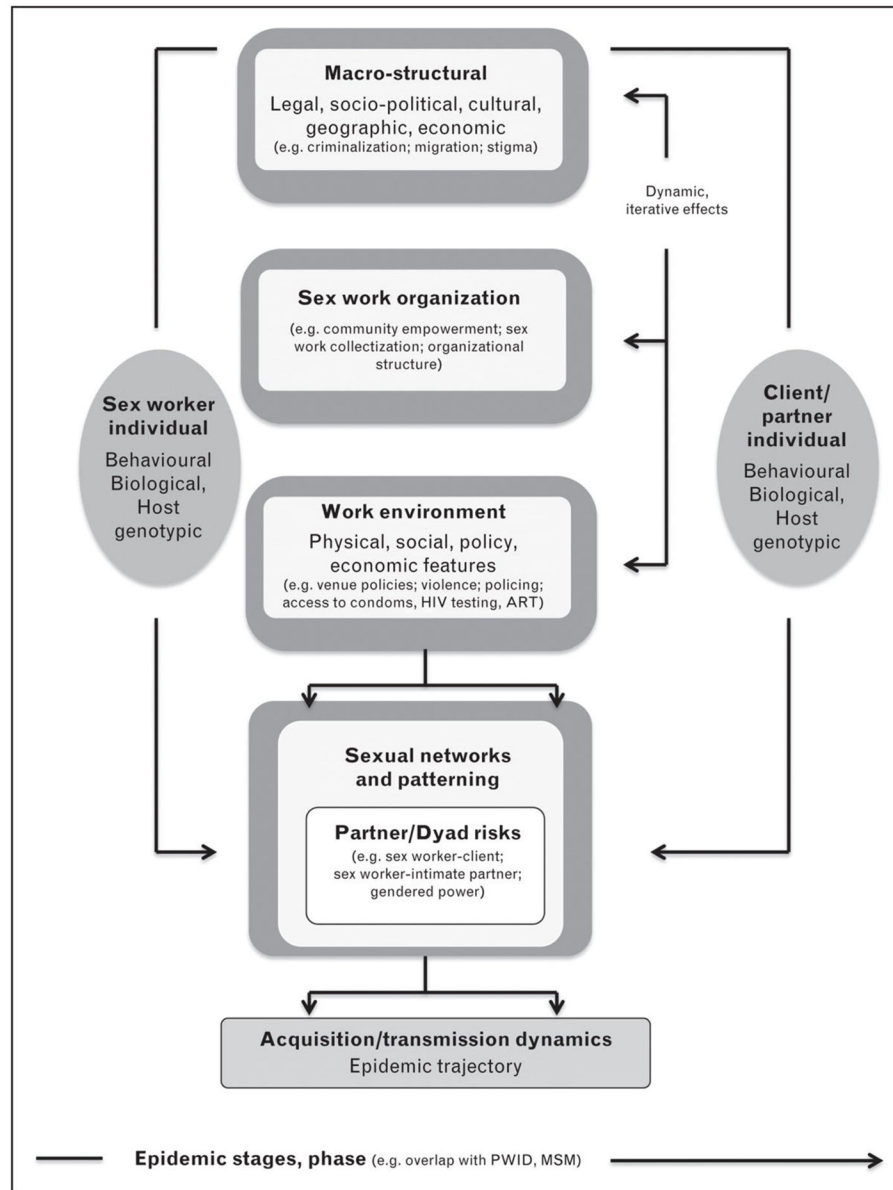 Macro-structural
Legal, socio-political, cultural,
geographic, economic
(e.g. criminalization; migration; stigma)
Dynamic,
iterative effects
Sex work organization
(e.g. community empowerment; sex
work collectization; organizational
structure)
Sex worker
individual
Behavioural
Biological,
Host
genotypic
Client/
partner
individual
Behavioural
Biological,
Host
genotypic
Work environment
Physical, social, policy,
economic features
(e.g. venue policies; violence; policing;
access to condoms, HIV testing, ART)
Sexual networks
and patterning
Partner/Dyad risks
(e.g. sex worker-client;
sex worker-intimate partner;
gendered power)
Acquisition/transmission dynamics
Epidemic trajectory
Epidemic stages, phase (e.g. overlap with PWID, MSM)